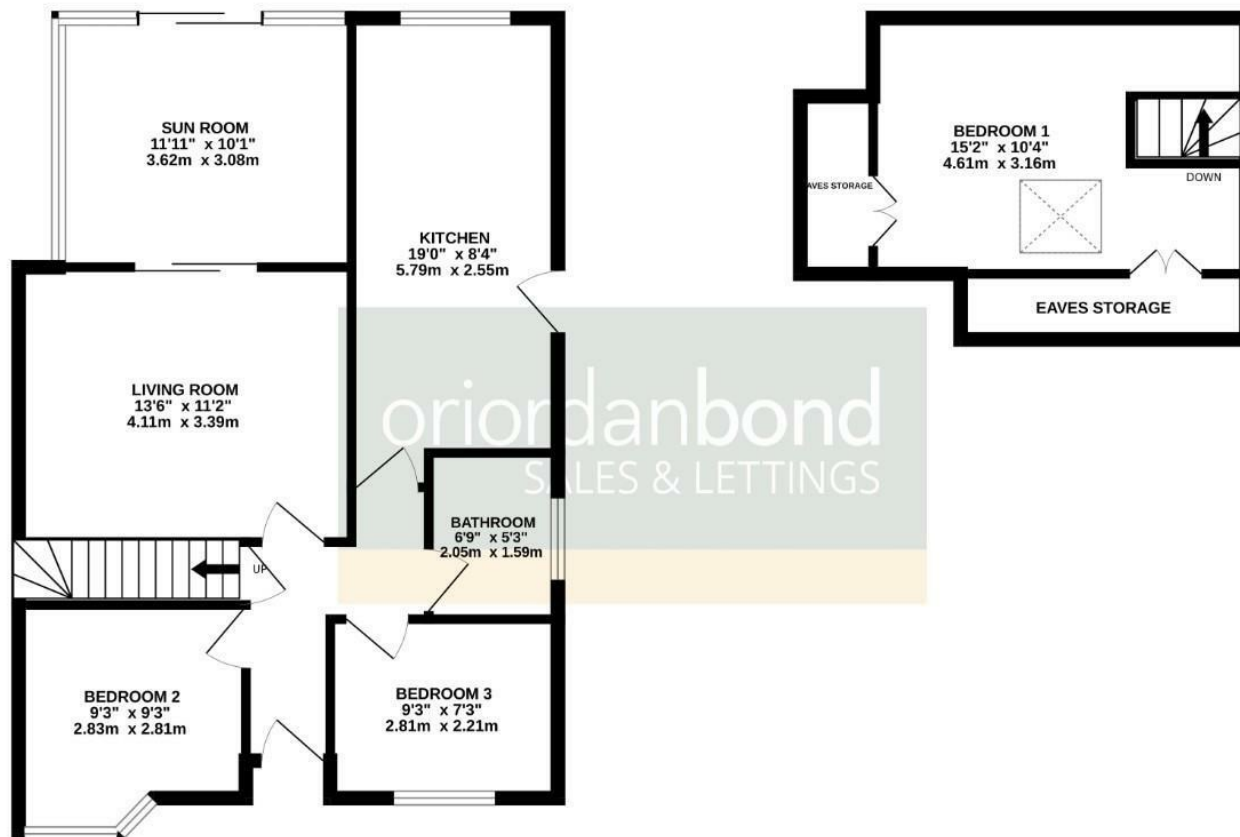 SUN ROOM
11'11" x 10'1"
3.62m x 3.08m
KITCHEN
19'0" x 8'4"
5.79m x 2.55m
LIVING ROOM
13'6" x 11'2"
4.11m x 3.39m
BATHROOM
6'9" x 5'3"
2.05m x 1.59m
UP
BEDROOM 2
9'3" x 9'3"
2.83m x 2.81m
BEDROOM 3
9'3" x 7'3"
2.81m x 2.21m
BEDROOM 1
15'2" x 10'4"
4.61m x 3.16m
DOWN
AVES STORAGE
EAVES STORAGE
oriordanbond
SALES & LETTINGS